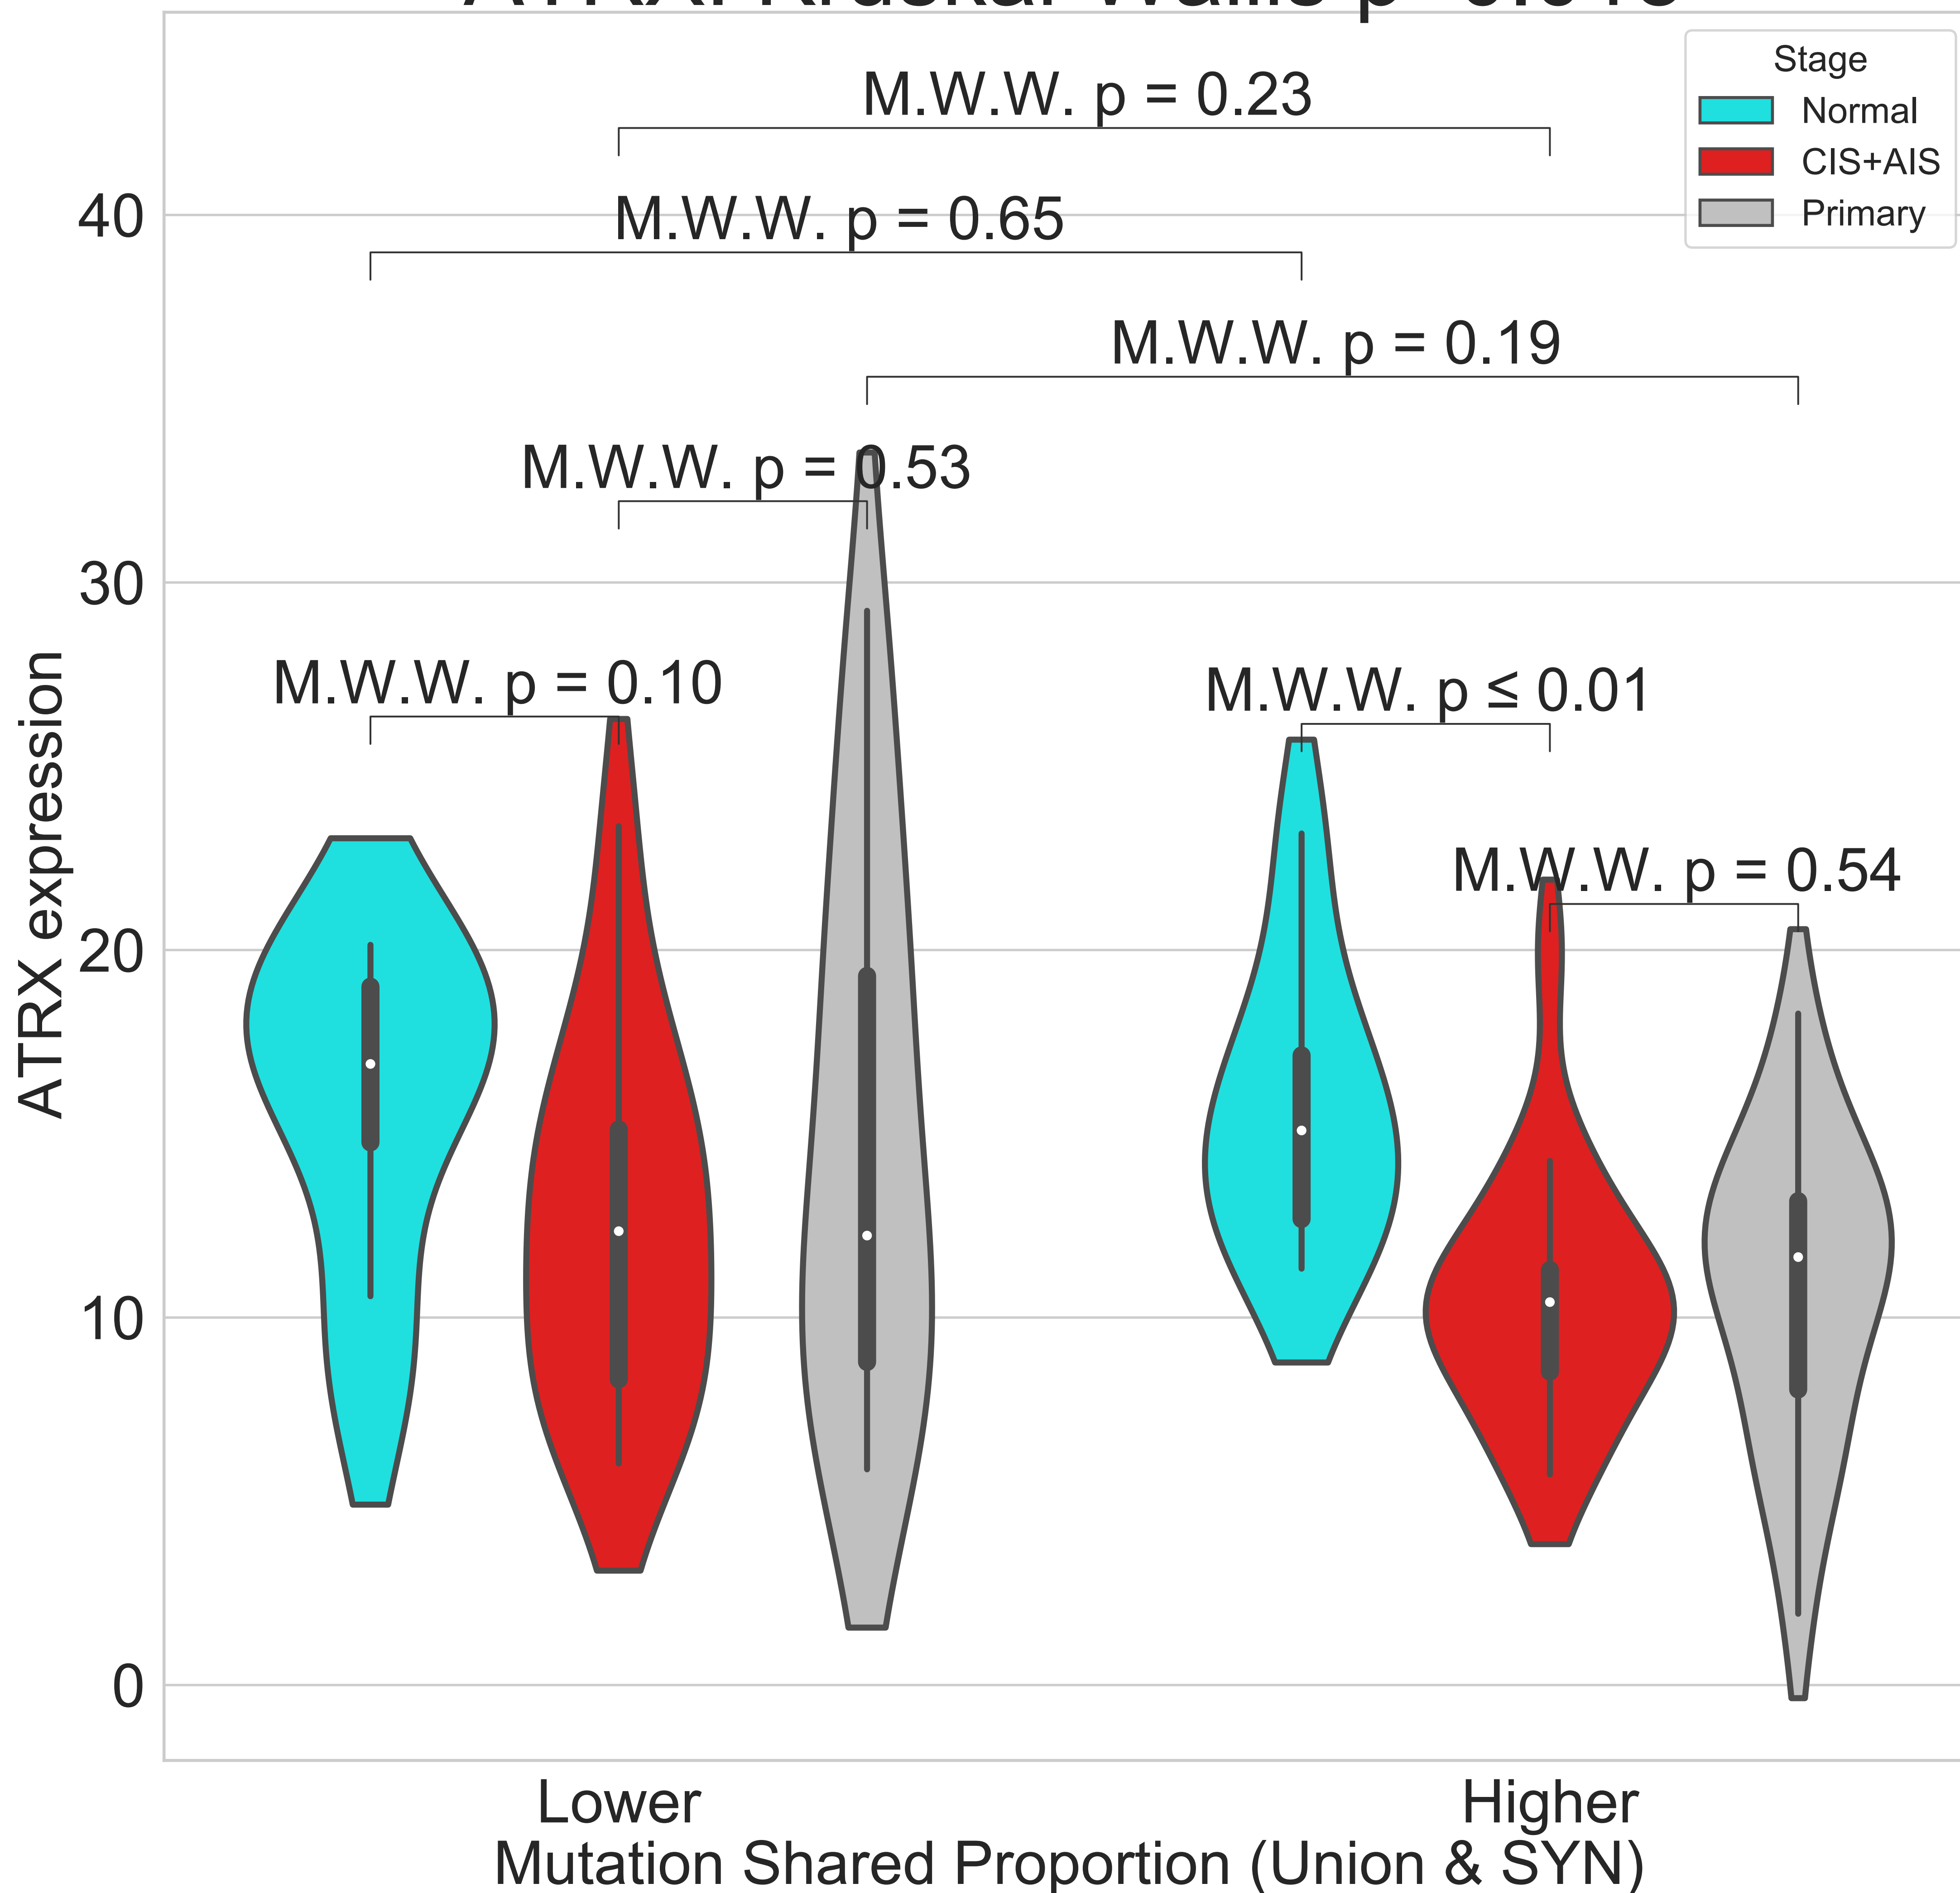 Stage
Normal
CIS+AIS
Primary
M.W.W. p = 0.23
M.W.W. p = 0.65
M.W.W. p = 0.19
M.W.W. p = 0.53
M.W.W. p = 0.10
M.W.W. p ≤ 0.01
M.W.W. p = 0.54
40
30
20
10
0
ATRX expression
Lower
Higher
Mutation Shared Proportion (Union & SYN)